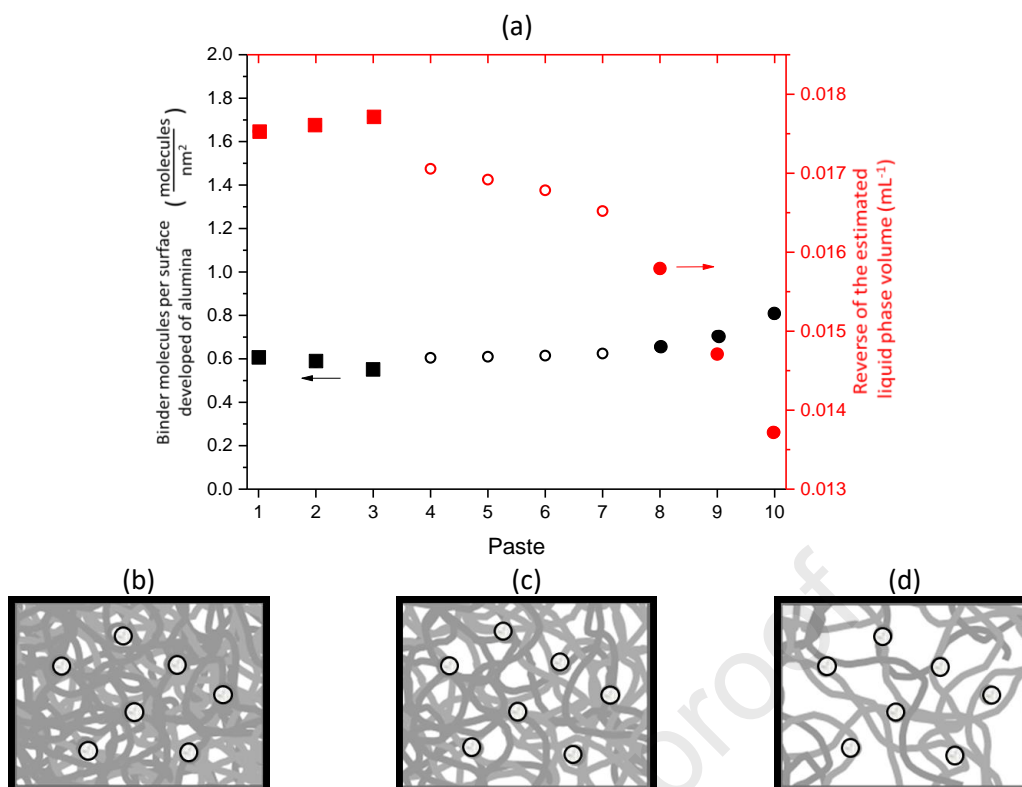 (a)
2.0
1.8
1.6
1.4
1.2
1.0
0.8
0.6
0.4
0.2
0.0
Binder molecules per surface
developed of alumina
( molecules
nm²
)
0.018
0.017
0.016
0.015
0.014
0.013
Reverse of the estimated
liquid phase volume (mL⁻¹)
1 2 3 4 5 6 7 8 9 10
Paste
(b) (c) (d)
proof